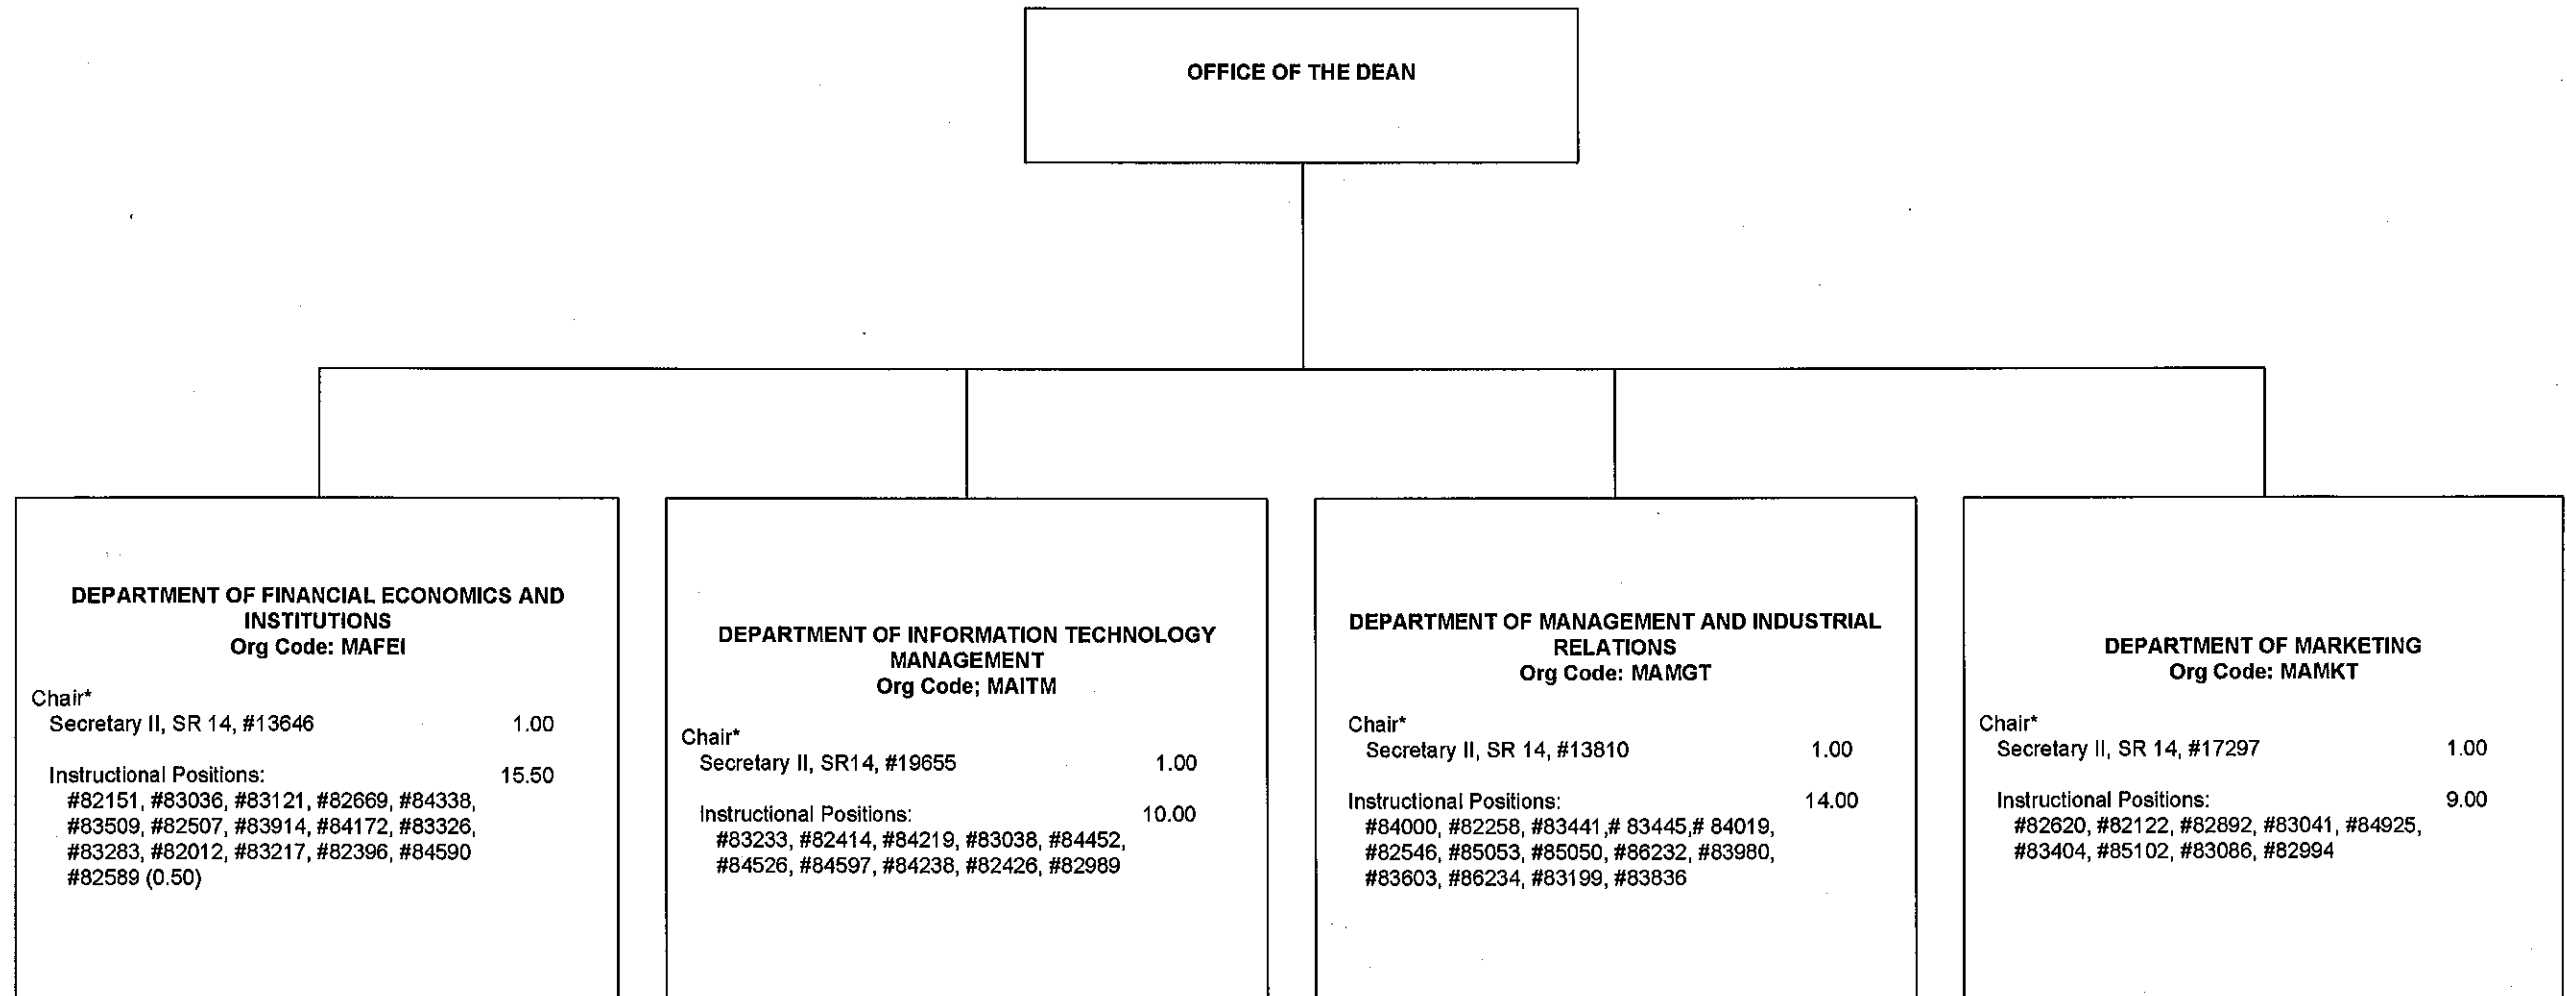 OFFICE OF THE DEAN
DEPARTMENT OF FINANCIAL ECONOMICS AND
INSTITUTIONS
Org Code: MAFEI
Chair*
Secretary II, SR 14, #13646 1.00
Instructional Positions: 15.50
#82151, #83036, #83121, #82669, #84338,
#83509, #82507, #83914, #84172, #83326,
#83283, #82012, #83217, #82396, #84590
#82589 (0.50)
DEPARTMENT OF INFORMATION TECHNOLOGY
MANAGEMENT
Org Code; MAITM
Chair*
Secretary II, SR14, #19655 1.00
Instructional Positions: 10.00
#83233, #82414, #84219, #83038, #84452,
#84526, #84597, #84238, #82426, #82989
DEPARTMENT OF MANAGEMENT AND INDUSTRIAL
RELATIONS
Org Code: MAMGT
Chair*
Secretary II, SR 14, #13810 1.00
Instructional Positions: 14.00
#84000, #82258, #83441,# 83445,# 84019,
#82546, #85053, #85050, #86232, #83980,
#83603, #86234, #83199, #83836
DEPARTMENT OF MARKETING
Org Code: MAMKT
Chair*
Secretary II, SR 14, #17297 1.00
Instructional Positions: 9.00
#82620, #82122, #82892, #83041, #84925,
#83404, #85102, #83086, #82994